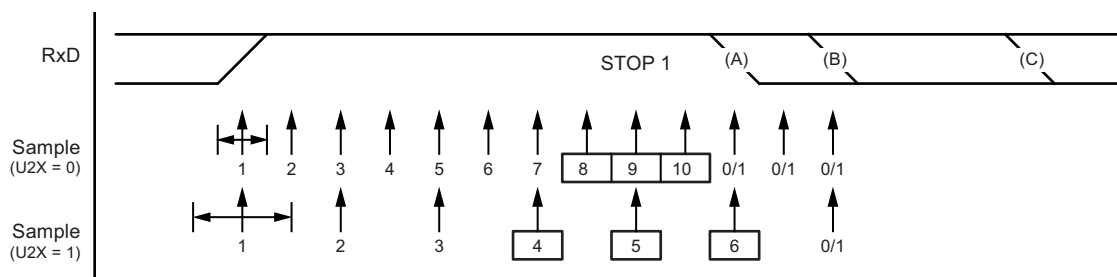 RxD STOP 1 (A) (B) (C)
Sample
(U2X = 0)
1 2 3 4 5 6 7 8 9 10 0/1 0/1 0/1
Sample
(U2X = 1)
1 2 3 4 5 6 0/1